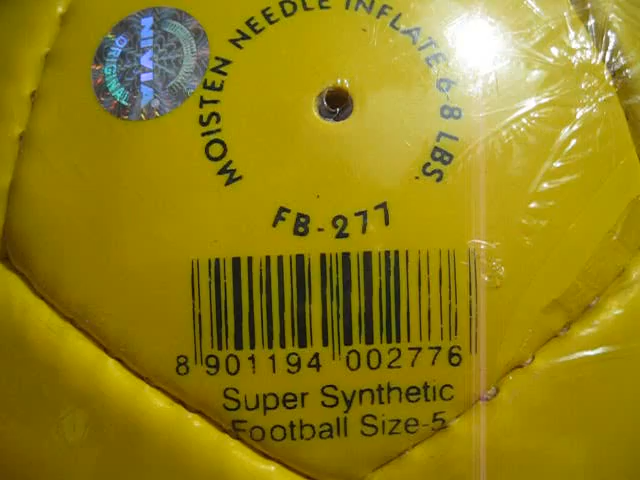 NIVIA
ORIGINAL
MOISTEN NEEDLE INFLATE 6-8 LBS.
FB-277
8 901194 002776
Super Synthetic
Football Size-5